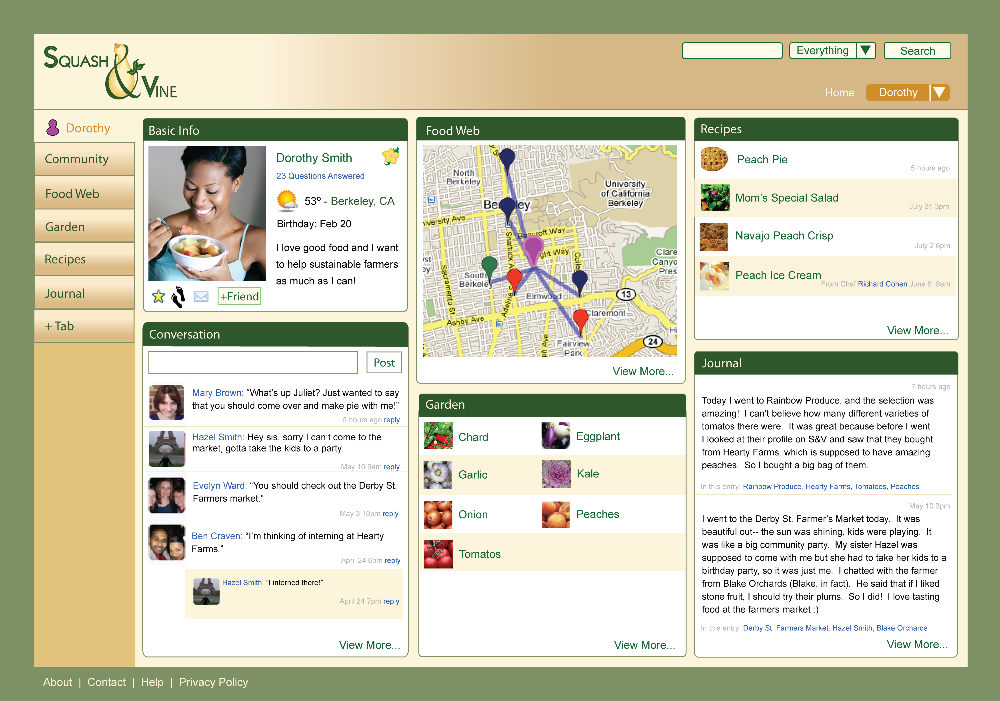 SQUASH & VINE
Everything
Search
Home
Dorothy
Dorothy
Community
Food Web
Garden
Recipes
Journal
+ Tab
Basic Info
Dorothy Smith
23 Questions Answered
53º - Berkeley, CA
Birthday: Feb 20
I love good food and I want
to help sustainable farmers
as much as I can!
+Friend
Conversation
Post
Mary Brown: “What’s up Juliet? Just wanted to say
that you should come over and make pie with me!”
5 hours ago reply
Hazel Smith: Hey sis. sorry I can’t come to the
market, gotta take the kids to a party.
May 10 9am reply
Evelyn Ward: “You should check out the Derby St.
Farmers market.”
May 3 10pm reply
Ben Craven: “I’m thinking of interning at Hearty
Farms.”
April 24 6pm reply
Hazel Smith: “I interned there!”
April 24 7pm reply
View More...
Food Web
North
Berkeley
University
of California
Berkeley
Ber ley
iversity Ave
Bancroft Way
ght Way
Shattuck A
Colle
Clare
Canyo
Pres
st
ey
Sacramento St.
South
Berkeley
Adeline S
Elmwood
13
Claremont
Ashby Ave
Hi
24
Fairview
Park
ph Ave
View More...
Garden
Chard
Eggplant
Garlic
Kale
Onion
Peaches
Tomatos
View More...
Recipes
Peach Pie
5 hours ago
Mom’s Special Salad
July 21 3pm
Navajo Peach Crisp
July 2 6pm
Peach Ice Cream
From Chef Richard Cohen June 5 9am
View More...
Journal
7 hours ago
Today I went to Rainbow Produce, and the selection was
amazing! I can’t believe how many different varieties of
tomatos there were. It was great because before I went
I looked at their profile on S&V and saw that they bought
from Hearty Farms, which is supposed to have amazing
peaches. So I bought a big bag of them.
In this entry: Rainbow Produce, Hearty Farms, Tomatoes, Peaches
May 10 3pm
I went to the Derby St. Farmer’s Market today. It was
beautiful out-- the sun was shining, kids were playing. It
was like a big community party. My sister Hazel was
supposed to come with me but she had to take her kids to a
birthday party, so it was just me. I chatted with the farmer
from Blake Orchards (Blake, in fact). He said that if I liked
stone fruit, I should try their plums. So I did! I love tasting
food at the farmers market :)
In this entry: Derby St. Farmers Market, Hazel Smith, Blake Orchards
View More...
About | Contact | Help | Privacy Policy